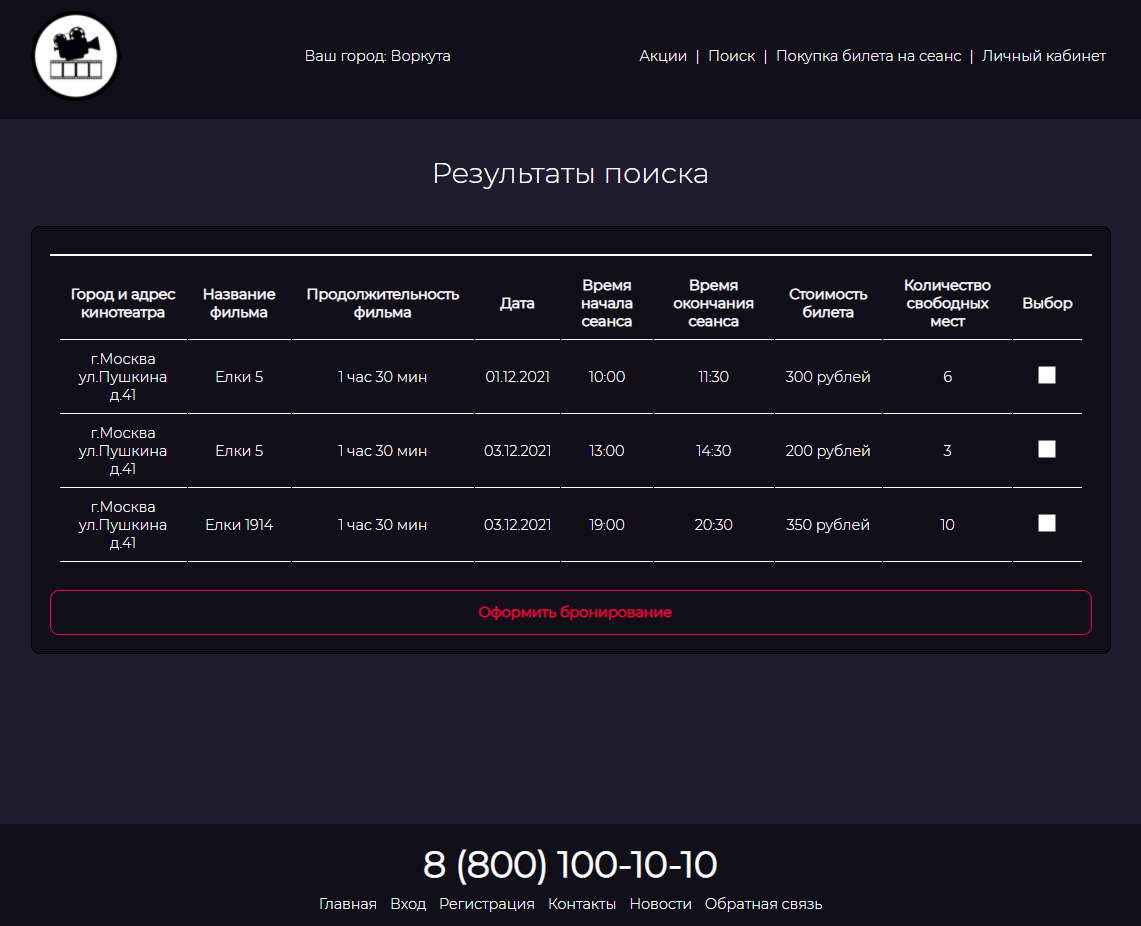 Ваш город: Воркута
Акции | Поиск | Покупка билета на сеанс | Личный кабинет
Результаты поиска
Город и адрес кинотеатра Название фильма Продолжительность фильма Дата Время начала сеанса Время окончания сеанса Стоимость билета Количество свободных мест Выбор
г.Москва ул.Пушкина д.41 Елки 5 1 час 30 мин 01.12.2021 10:00 11:30 300 рублей 6
г.Москва ул.Пушкина д.41 Елки 5 1 час 30 мин 03.12.2021 13:00 14:30 200 рублей 3
г.Москва ул.Пушкина д.41 Елки 1914 1 час 30 мин 03.12.2021 19:00 20:30 350 рублей 10
Оформить бронирование
8 (800) 100-10-10
Главная Вход Регистрация Контакты Новости Обратная связь